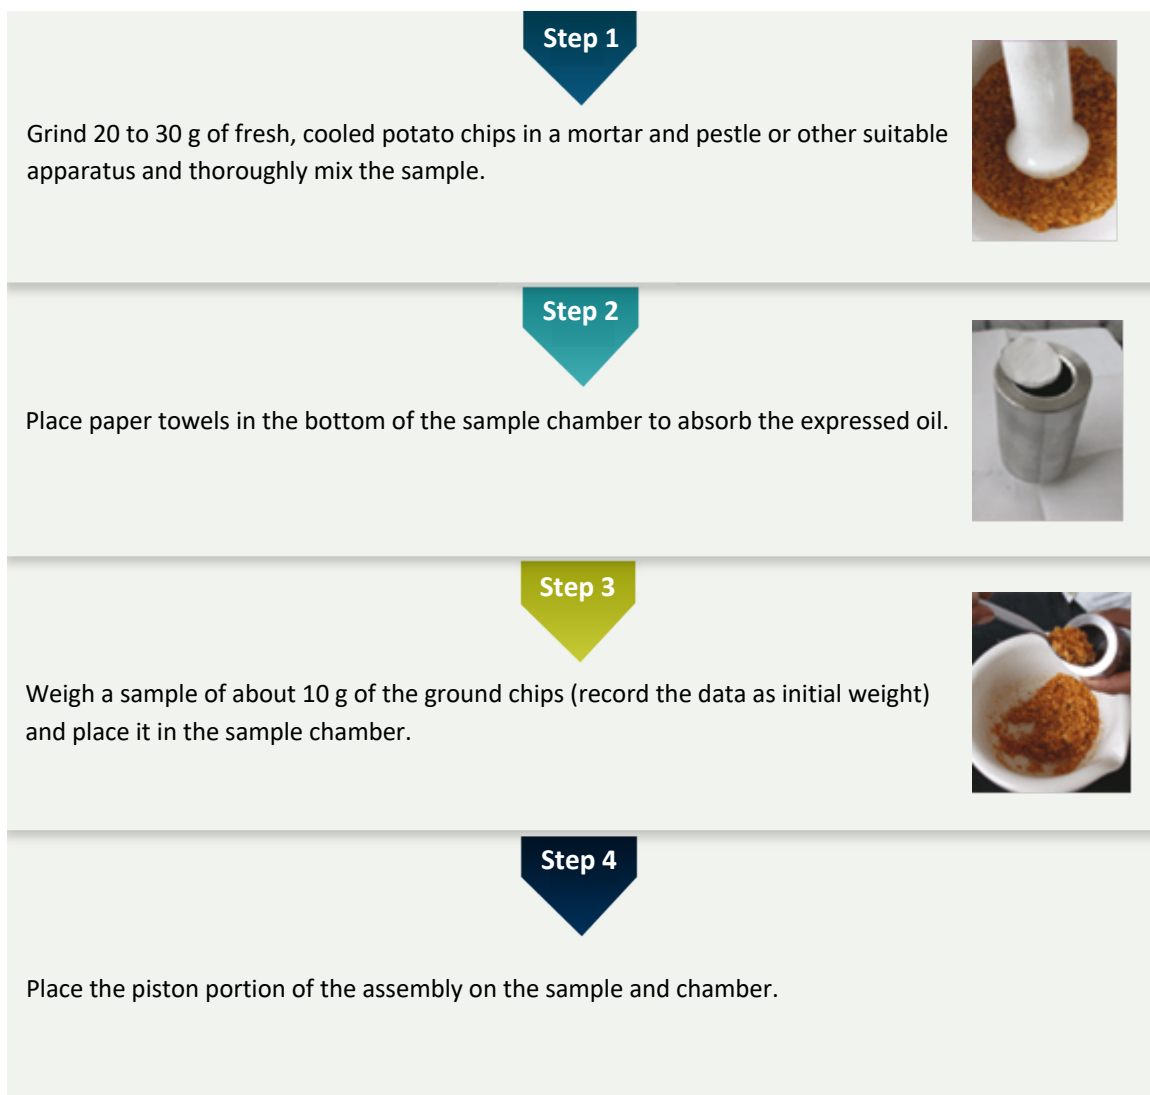 Step 1
Grind 20 to 30 g of fresh, cooled potato chips in a mortar and pestle or other suitable
apparatus and thoroughly mix the sample.
Step 2
Place paper towels in the bottom of the sample chamber to absorb the expressed oil.
Step 3
Weigh a sample of about 10 g of the ground chips (record the data as initial weight)
and place it in the sample chamber.
Step 4
Place the piston portion of the assembly on the sample and chamber.